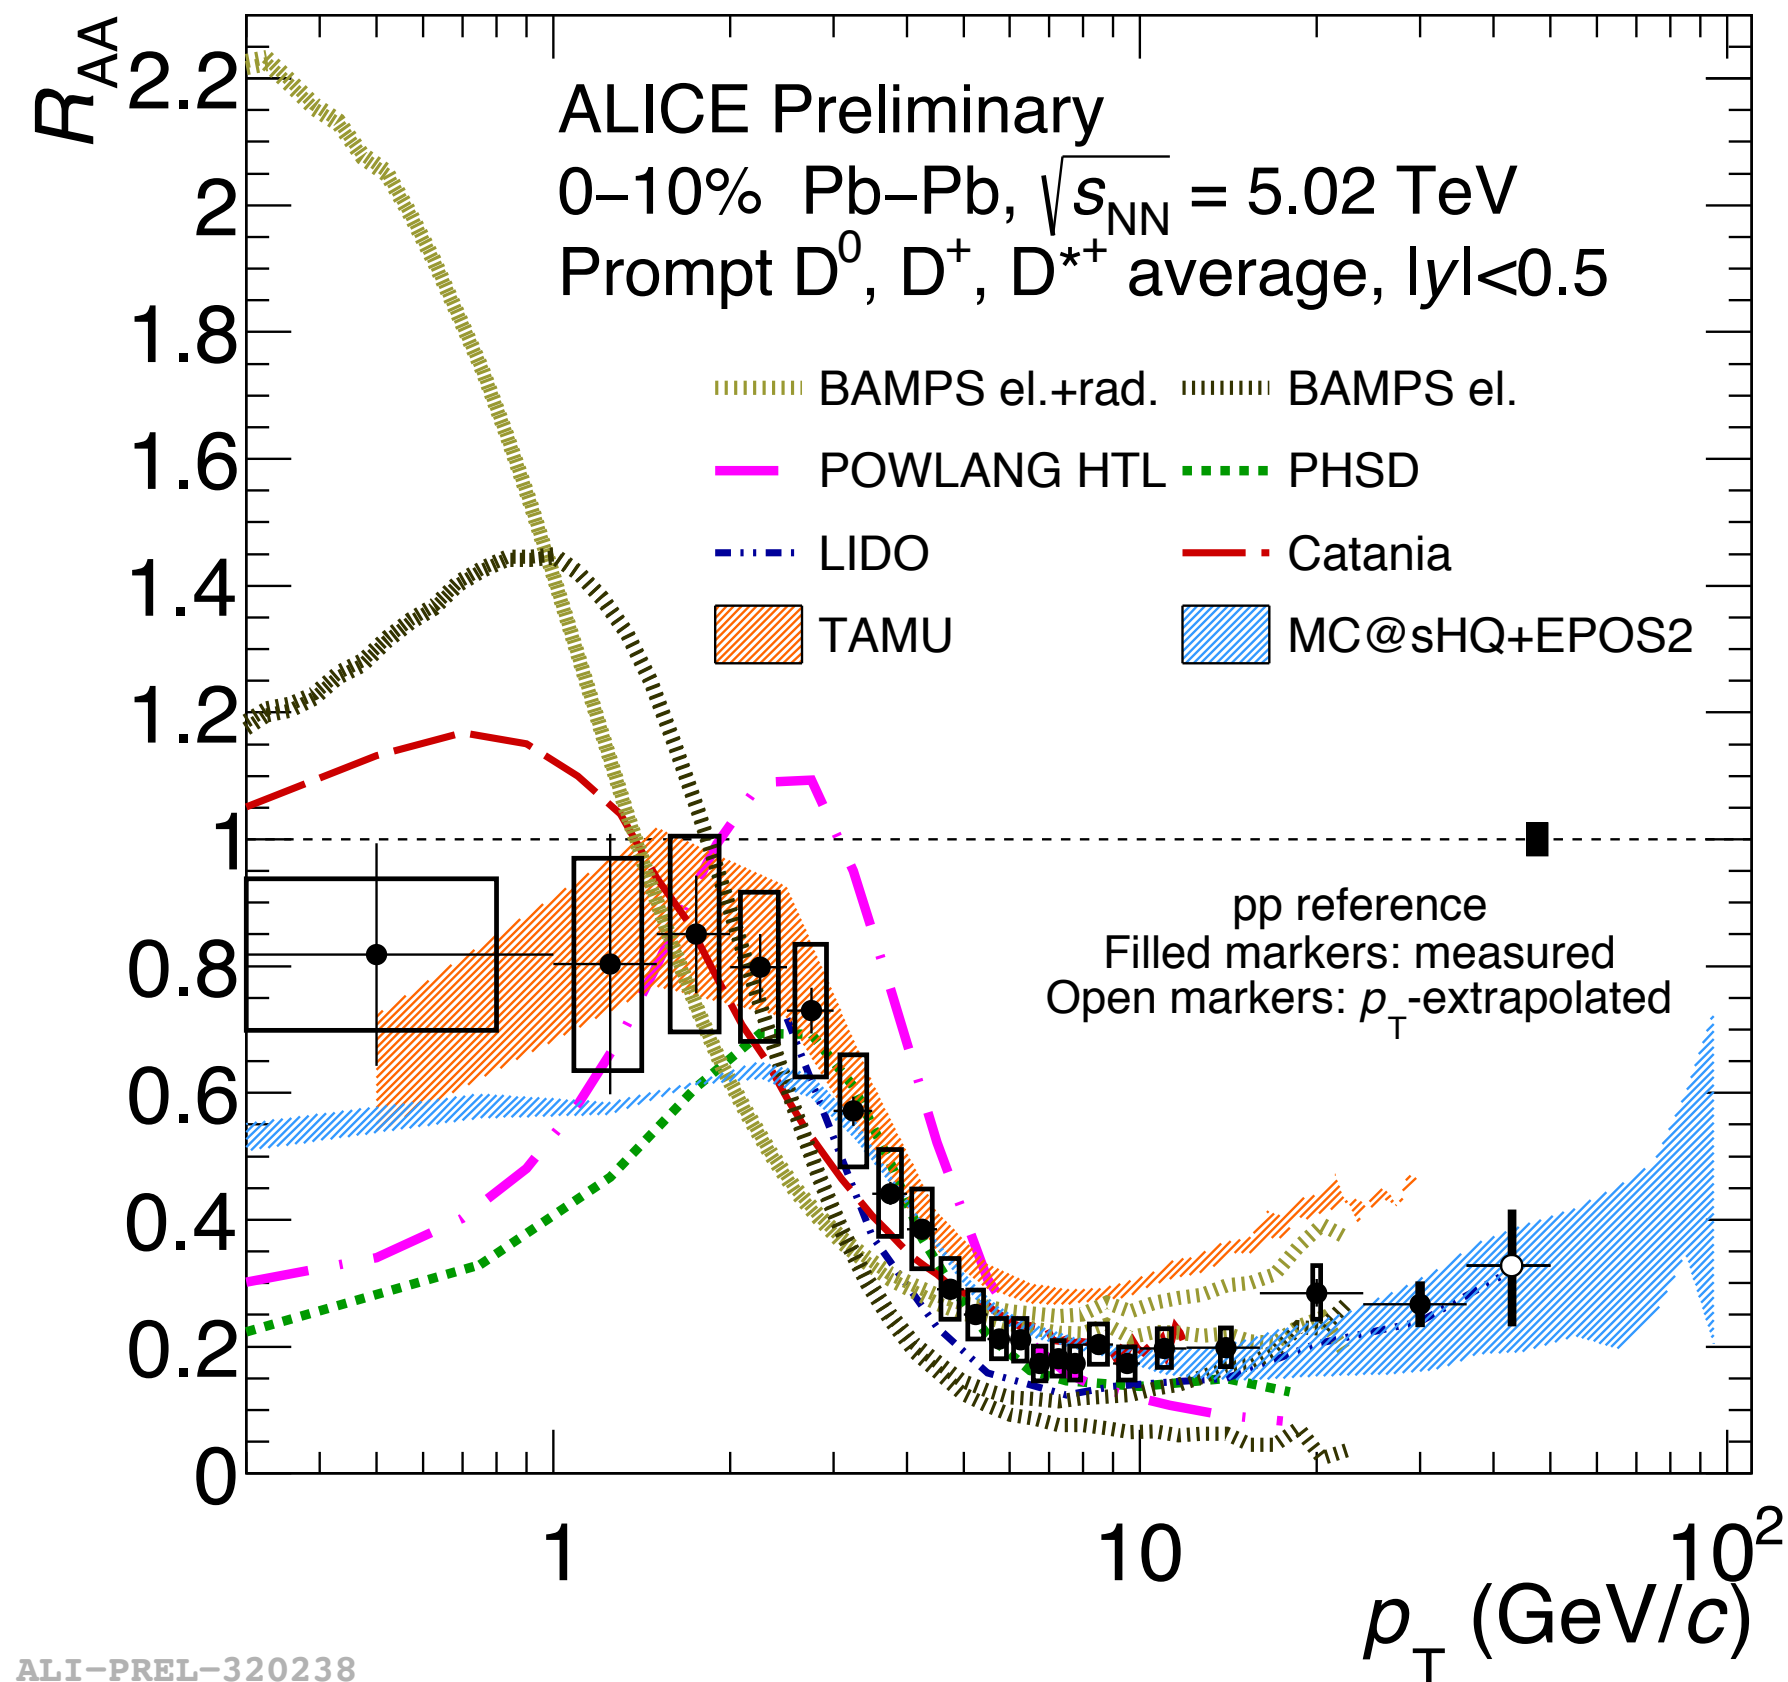 R_AA
2.2
2
1.8
1.6
1.4
1.2
1
0.8
0.6
0.4
0.2
0
ALICE Preliminary
0–10% Pb–Pb, √s_NN = 5.02 TeV
Prompt D⁰, D⁺, D*⁺ average, |y|<0.5
BAMPS el.+rad. BAMPS el.
POWLANG HTL PHSD
LIDO Catania
TAMU MC@sHQ+EPOS2
pp reference
Filled markers: measured
Open markers: p_T-extrapolated
1 10 10²
p_T (GeV/c)
ALI-PREL-320238